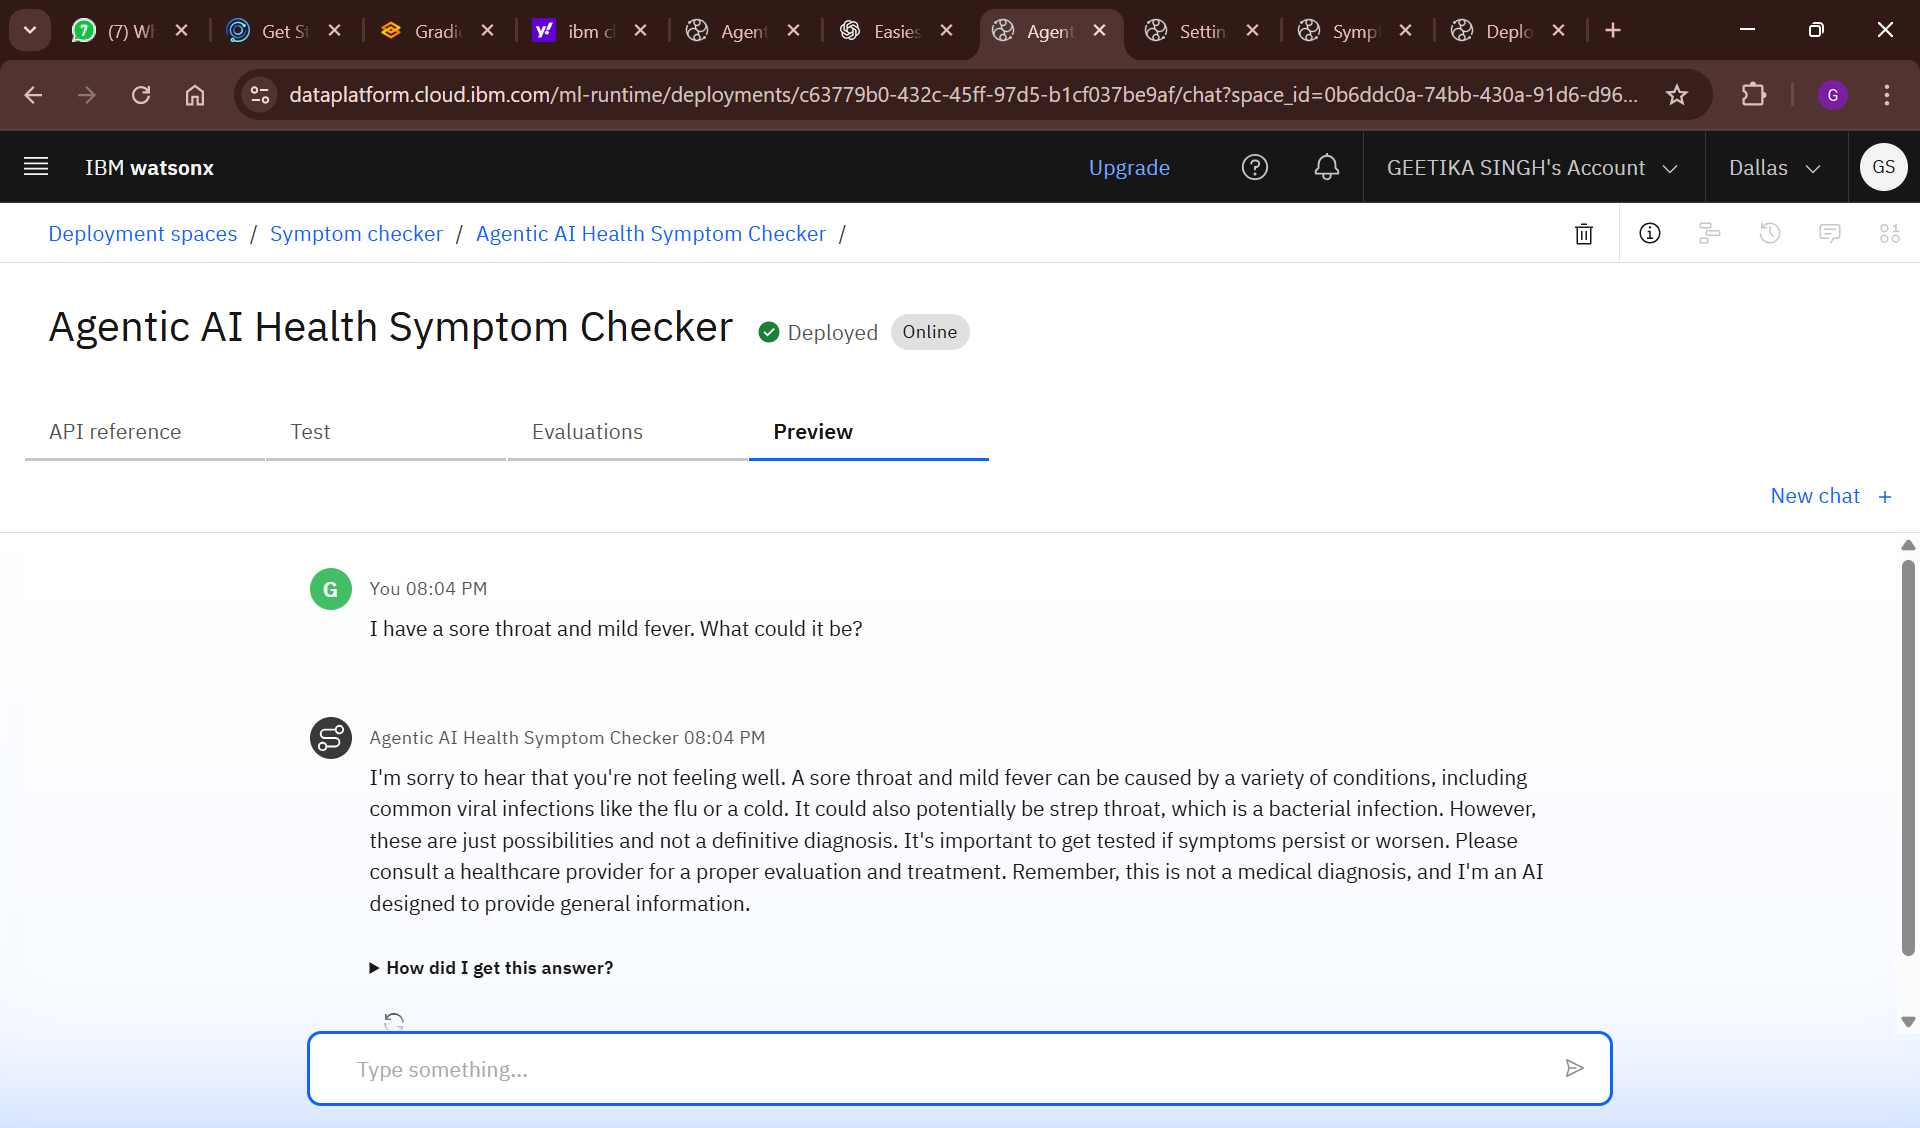 (7) Wh
Get St
Gradi
ibm cl
Agent
Easies
Agent
Settin
Sympt
Deplo
dataplatform.cloud.ibm.com/ml-runtime/deployments/c63779b0-432c-45ff-97d5-b1cf037be9af/chat?space_id=0b6ddc0a-74bb-430a-91d6-d96...
G
IBM watsonx
Upgrade
GEETIKA SINGH's Account
Dallas
GS
Deployment spaces / Symptom checker / Agentic AI Health Symptom Checker /
Agentic AI Health Symptom Checker
Deployed
Online
API reference
Test
Evaluations
Preview
New chat +
G
You 08:04 PM
I have a sore throat and mild fever. What could it be?
Agentic AI Health Symptom Checker 08:04 PM
I'm sorry to hear that you're not feeling well. A sore throat and mild fever can be caused by a variety of conditions, including
common viral infections like the flu or a cold. It could also potentially be strep throat, which is a bacterial infection. However,
these are just possibilities and not a definitive diagnosis. It's important to get tested if symptoms persist or worsen. Please
consult a healthcare provider for a proper evaluation and treatment. Remember, this is not a medical diagnosis, and I'm an AI
designed to provide general information.
How did I get this answer?
Type something...